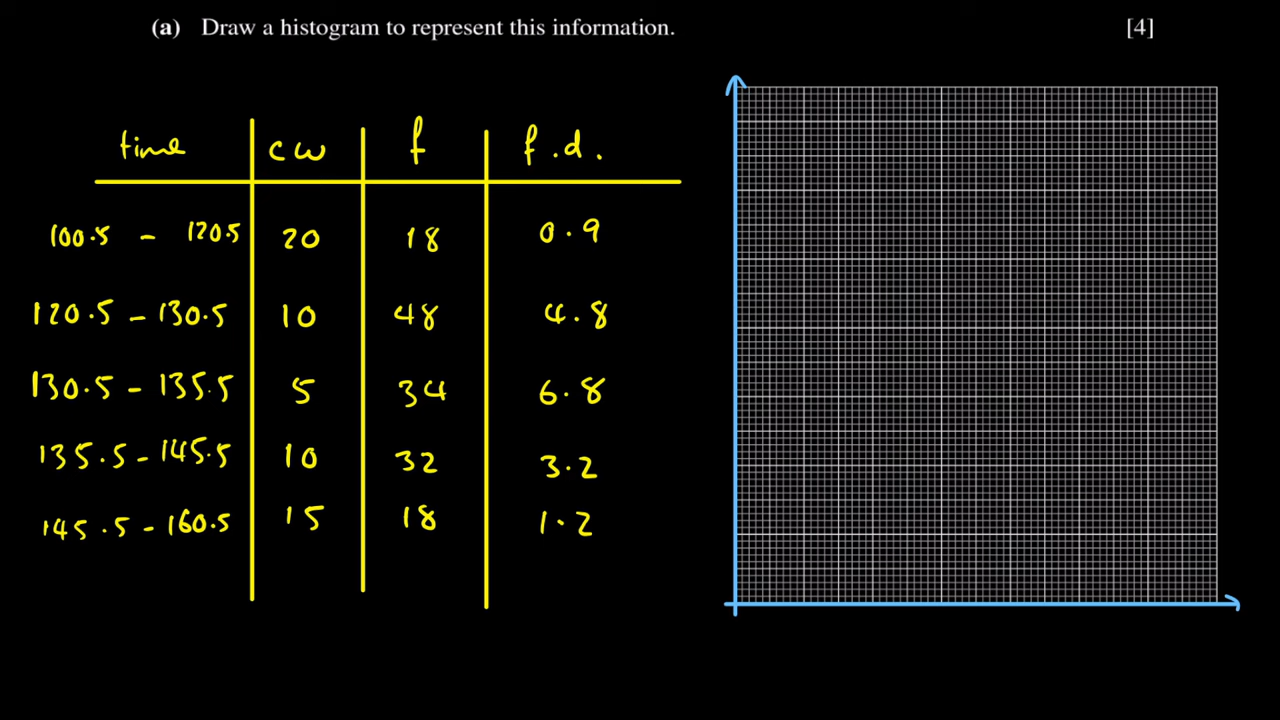 (a) Draw a histogram to represent this information. [4]
time cw f f.d.
100.5 - 120.5 20 18 0.9
120.5 - 130.5 10 48 4.8
130.5 - 135.5 5 34 6.8
135.5 - 145.5 10 32 3.2
145.5 - 160.5 15 18 1.2